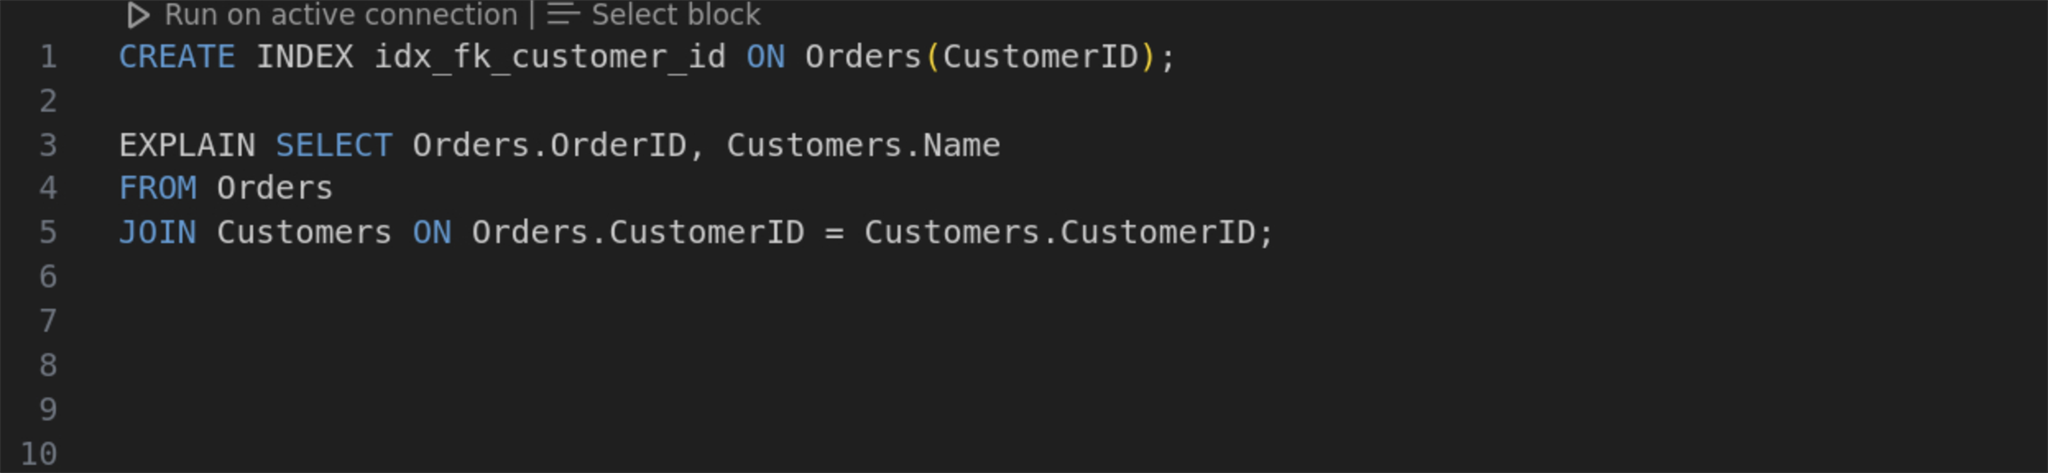 Run on active connection | Select block
1 CREATE INDEX idx_fk_customer_id ON Orders(CustomerID);
2
3 EXPLAIN SELECT Orders.OrderID, Customers.Name
4 FROM Orders
5 JOIN Customers ON Orders.CustomerID = Customers.CustomerID;
6
7
8
9
10